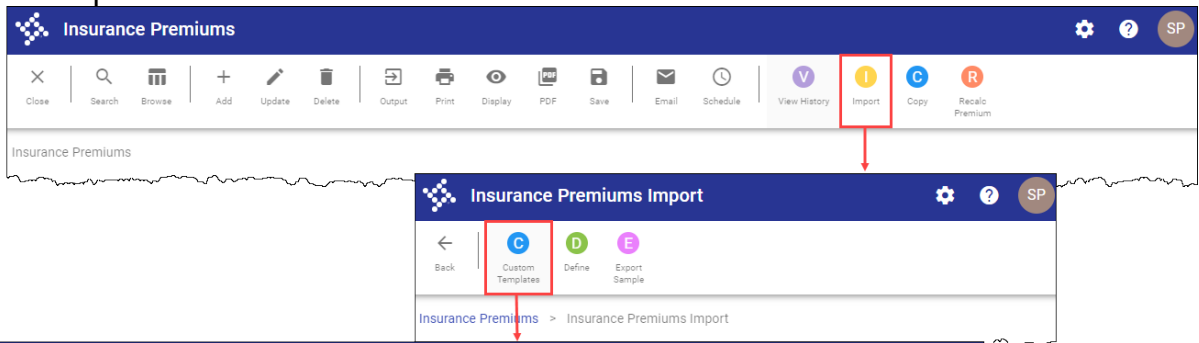 Insurance Premiums
SP
Close Search Browse Add Update Delete Output Print Display PDF Save Email Schedule View History Import Copy Recalc Premium
PDF V I C R
Insurance Premiums
Insurance Premiums Import
SP
C D E
Back Custom Templates Define Export Sample
Insurance Premiums > Insurance Premiums Import